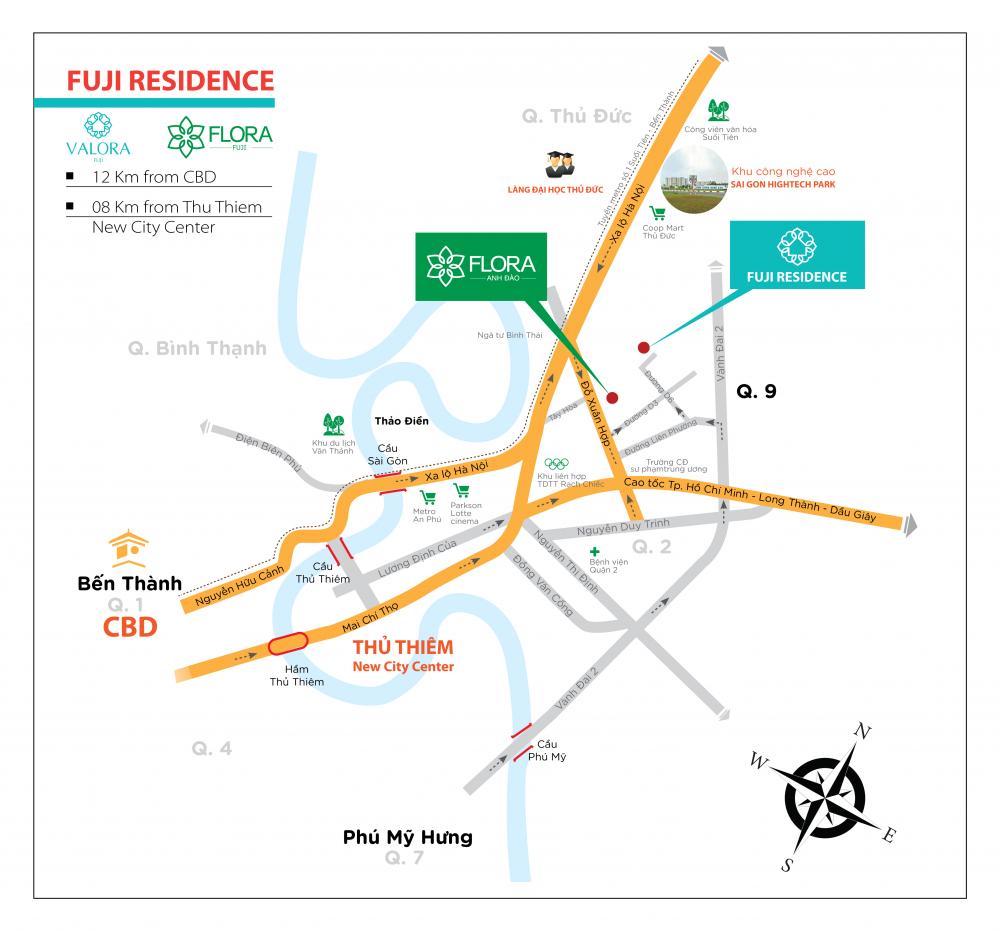 FUJI RESIDENCE
VALORA
FUJI
FLORA
FUJI
12 Km from CBD
08 Km from Thu Thiem
New City Center
Q. Thủ Đức
Tuyến metro số 1 Suối Tiên - Bến Thành
Xa lộ Hà Nội
Công viên văn hóa
Suối Tiên
LÀNG ĐẠI HỌC THỦ ĐỨC
Khu công nghệ cao
SAI GON HIGHTECH PARK
Coop Mart
Thủ Đức
FLORA
ANH ĐÀO
FUJI RESIDENCE
Ngã tư Bình Thái
Q. Bình Thạnh
Vành Đai 2
Q. 9
Đường D6
Đỗ Xuân Hợp
Tây Hòa
Đường D3
Đường Liên Phường
Thảo Điền
Khu du lịch
Văn Thánh
Điện Biên Phủ
Cầu
Sài Gòn
Xa lộ Hà Nội
Trường CĐ
sư phạm trung ương
Khu liên hợp
TDTT Rạch Chiếc
Cao tốc Tp. Hồ Chí Minh - Long Thành - Dầu Giây
Metro
An Phú
Parkson
Lotte
cinema
Nguyễn Duy Trinh
Q. 2
Lương Định Của
Nguyễn Thị Định
Đồng Văn Cống
Bệnh viện
Quận 2
Cầu
Thủ Thiêm
Bến Thành
Q. 1
CBD
Nguyễn Hữu Cảnh
Mai Chí Thọ
THỦ THIÊM
New City Center
Hầm
Thủ Thiêm
Vành Đai 2
Q. 4
Cầu
Phú Mỹ
Phú Mỹ Hưng
Q. 7
N
W
E
S